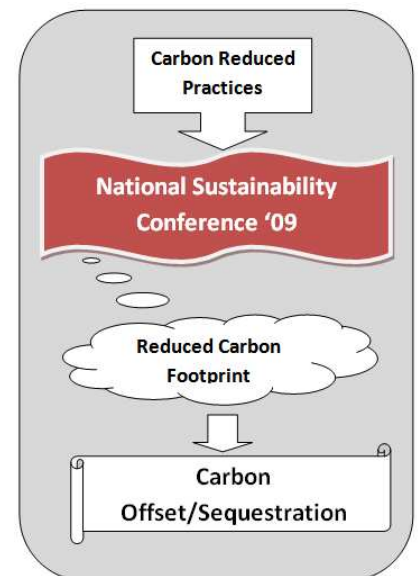 Carbon Reduced
Practices
National Sustainability
Conference ‘09
Reduced Carbon
Footprint
Carbon
Offset/Sequestration